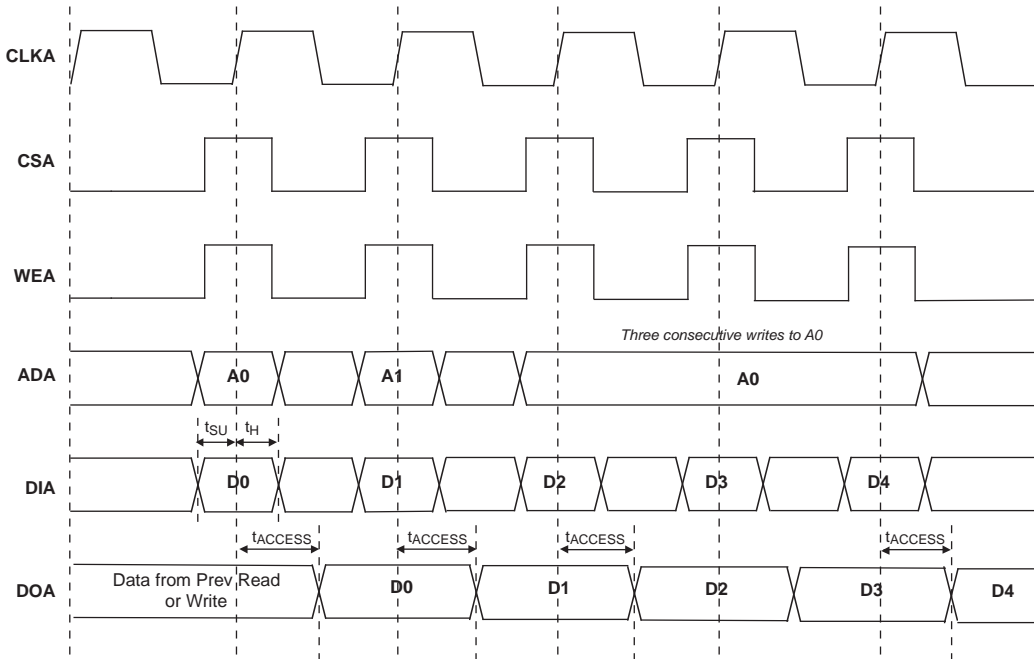 CLKA
CSA
WEA
Three consecutive writes to A0
ADA
A0
A1
A0
tSU
tH
DIA
D0
D1
D2
D3
D4
tACCESS
tACCESS
tACCESS
tACCESS
DOA
Data from Prev Read
or Write
D0
D1
D2
D3
D4